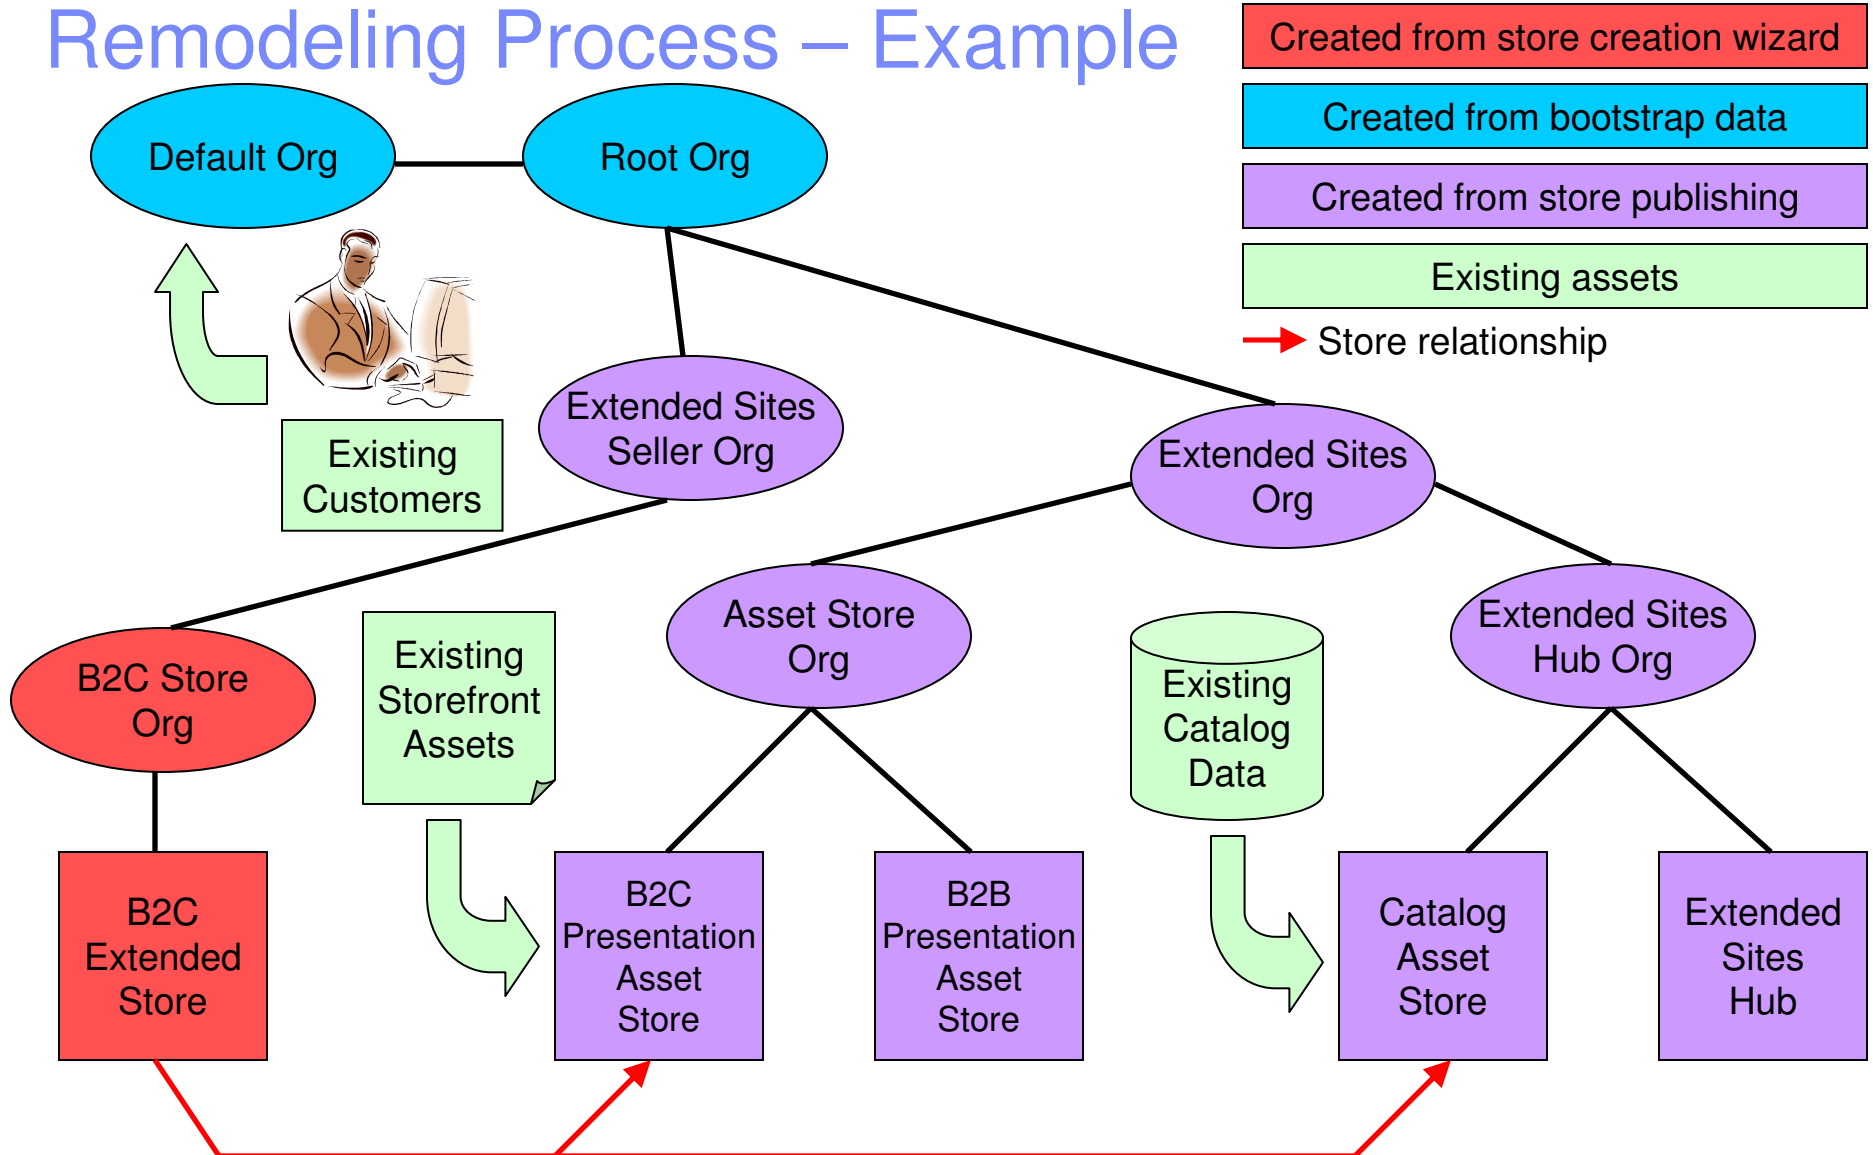 Remodeling Process – Example
Created from store creation wizard
Created from bootstrap data
Created from store publishing
Existing assets
Store relationship
Default Org
Root Org
Existing
Customers
Extended Sites
Seller Org
Extended Sites
Org
B2C Store
Org
Existing
Storefront
Assets
Asset Store
Org
Existing
Catalog
Data
Extended Sites
Hub Org
B2C
Extended
Store
B2C
Presentation
Asset
Store
B2B
Presentation
Asset
Store
Catalog
Asset
Store
Extended
Sites
Hub